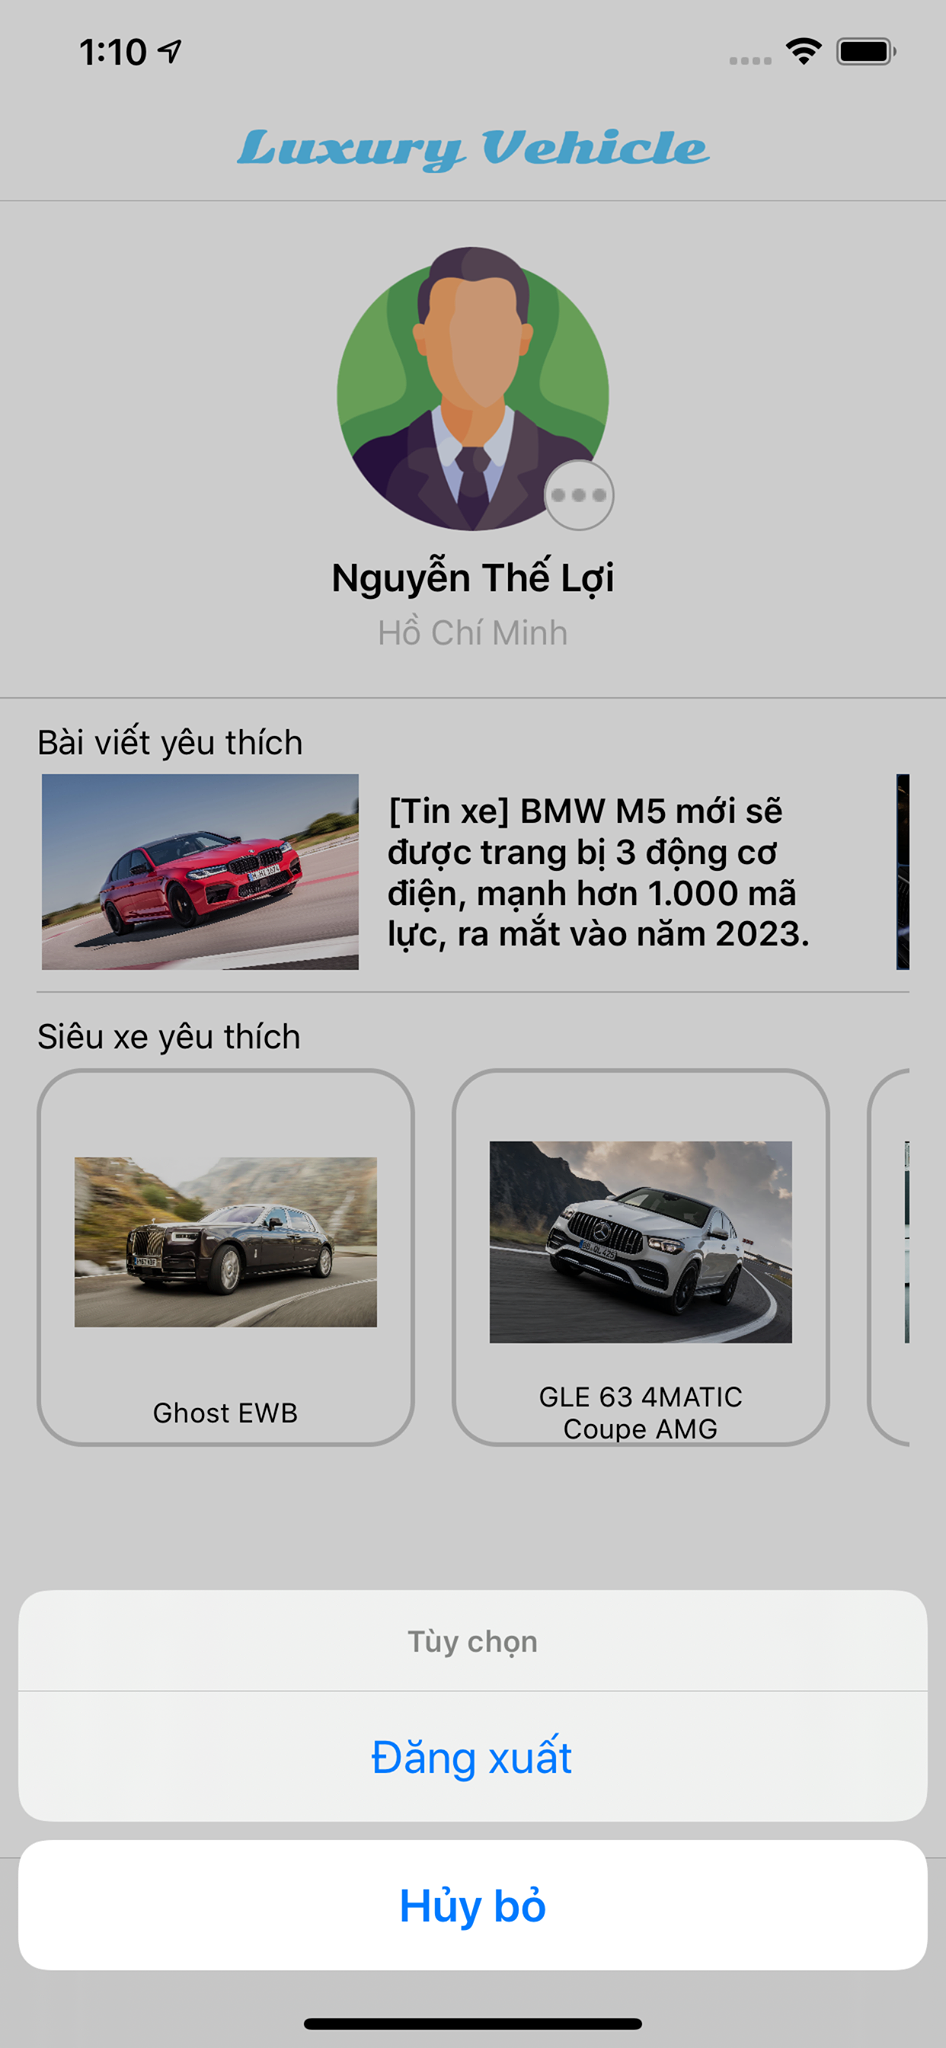 1:10
Luxury Vehicle
Nguyễn Thế Lợi
Hồ Chí Minh
Bài viết yêu thích
[Tin xe] BMW M5 mới sẽ
được trang bị 3 động cơ
điện, mạnh hơn 1.000 mã
lực, ra mắt vào năm 2023.
Siêu xe yêu thích
Ghost EWB
GLE 63 4MATIC
Coupe AMG
Tùy chọn
Đăng xuất
Hủy bỏ